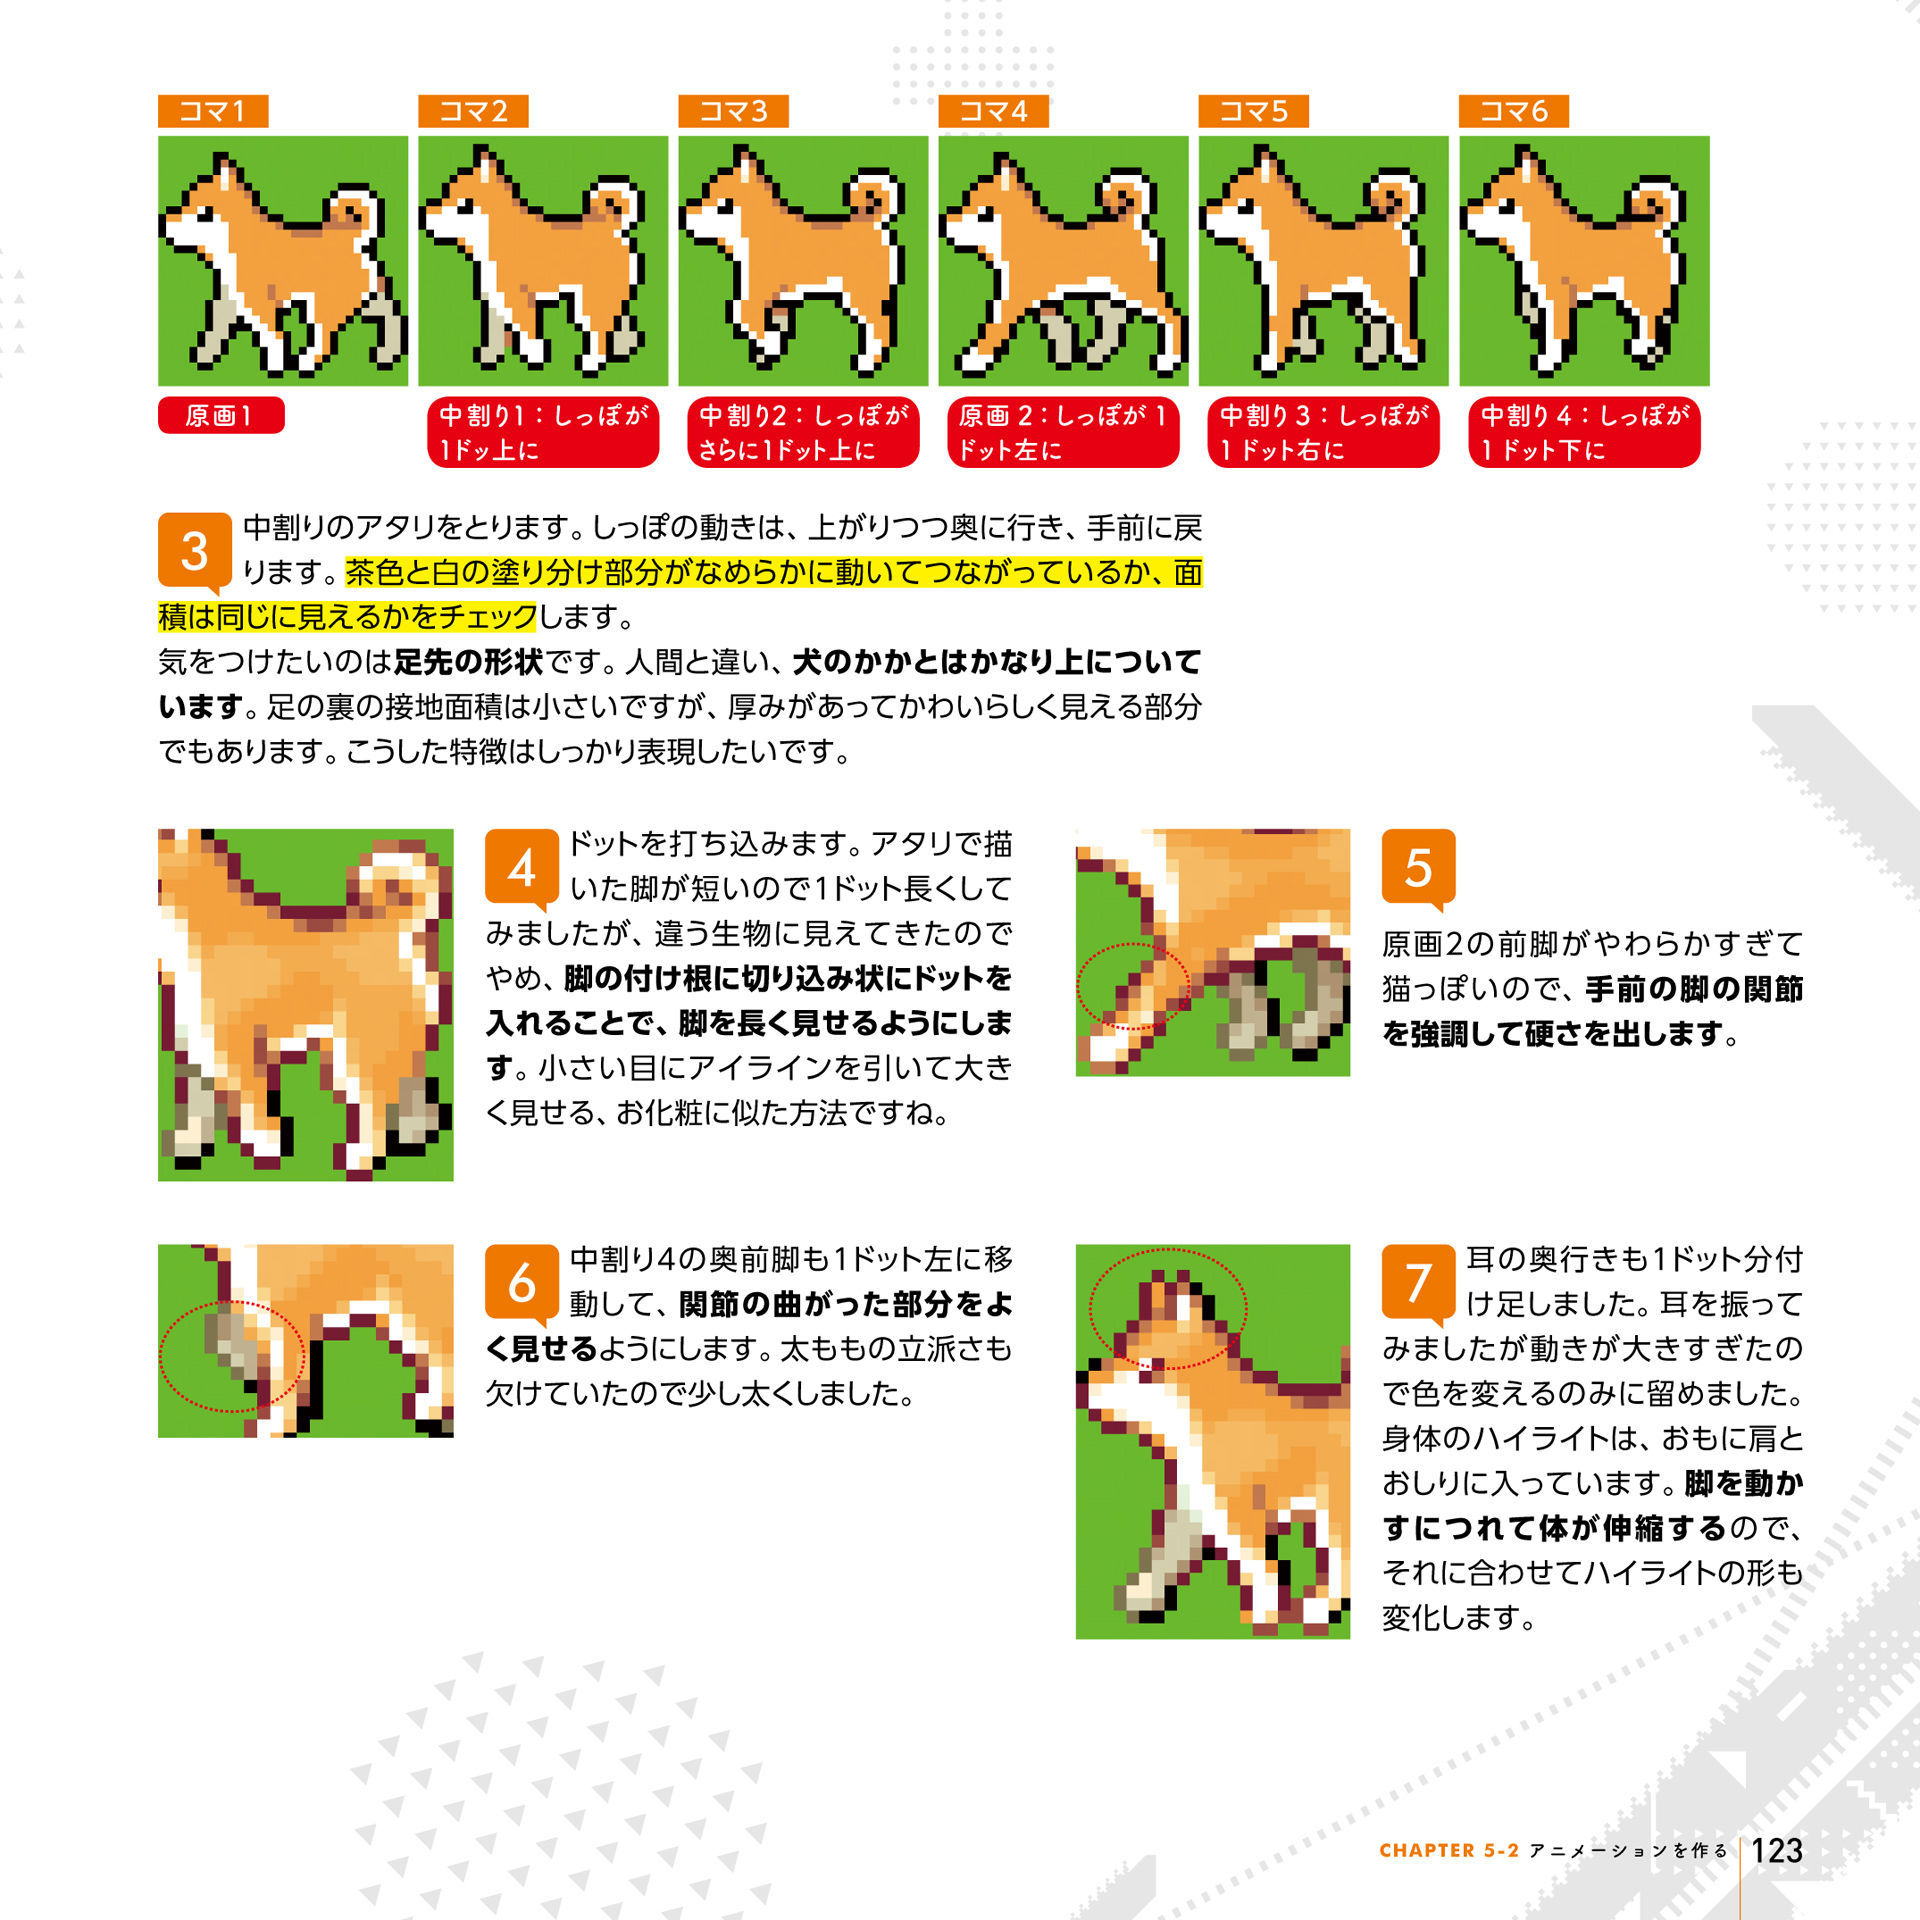 コマ1
コマ2
コマ3
コマ4
コマ5
コマ6
原画1
中割り1：しっぽが
1ドッ上に
中割り2：しっぽが
さらに1ドット上に
原画2：しっぽが1
ドット左に
中割り3：しっぽが
1ドット右に
中割り4：しっぽが
1ドット下に
3
中割りのアタリをとります。しっぽの動きは、上がりつつ奥に行き、手前に戻
ります。茶色と白の塗り分け部分がなめらかに動いてつながっているか、面
積は同じに見えるかをチェックします。
気をつけたいのは足先の形状です。人間と違い、犬のかかとはかなり上について
います。足の裏の接地面積は小さいですが、厚みがあってかわいらしく見える部分
でもあります。こうした特徴はしっかり表現したいです。
4
ドットを打ち込みます。アタリで描
いた脚が短いので1ドット長くして
みましたが、違う生物に見えてきたので
やめ、脚の付け根に切り込み状にドットを
入れることで、脚を長く見せるようにしま
す。小さい目にアイラインを引いて大き
く見せる、お化粧に似た方法ですね。
5
原画2の前脚がやわらかすぎて
猫っぽいので、手前の脚の関節
を強調して硬さを出します。
6
中割り4の奥前脚も1ドット左に移
動して、関節の曲がった部分をよ
く見せるようにします。太ももの立派さも
欠けていたので少し太くしました。
7
耳の奥行きも1ドット分付
け足しました。耳を振って
みましたが動きが大きすぎたの
で色を変えるのみに留めました。
身体のハイライトは、おもに肩と
おしりに入っています。脚を動か
すにつれて体が伸縮するので、
それに合わせてハイライトの形も
変化します。
CHAPTER 5-2 アニメーションを作る 123